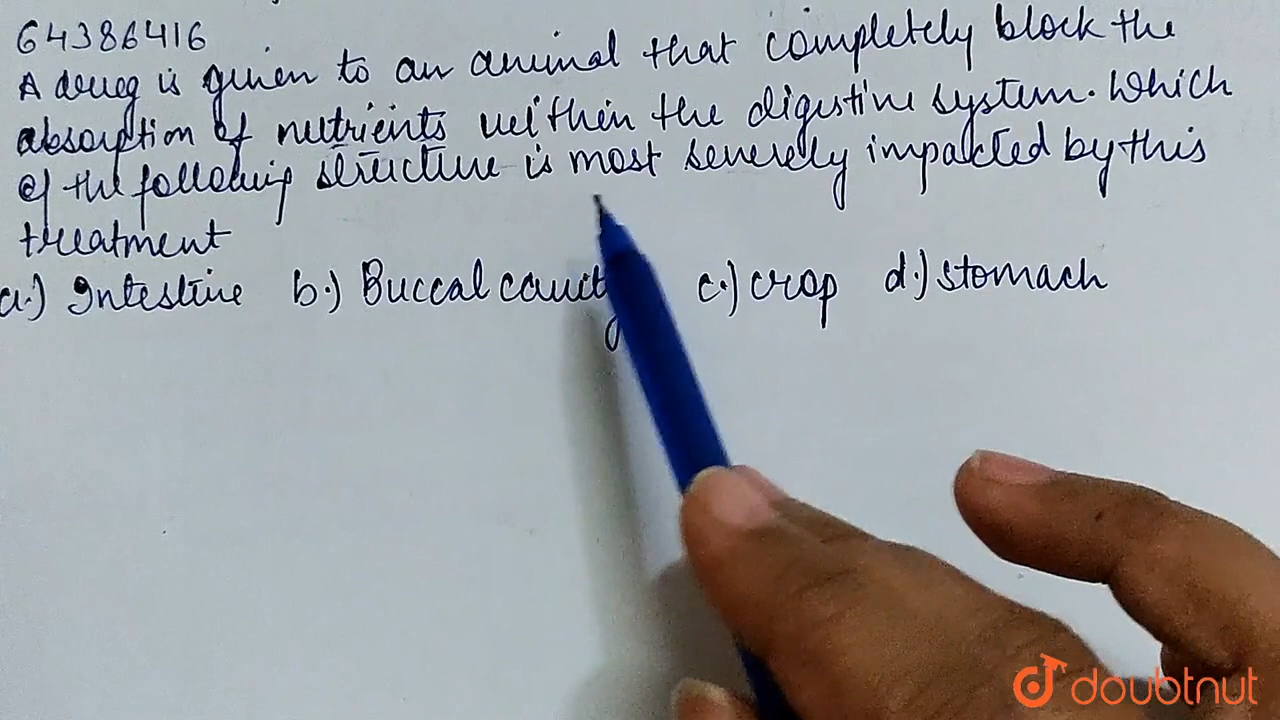 64386416
A drug is given to an animal that completely block the
absorption of nutrients within the digestive system. Which
of the following structure is most severely impacted by this
treatment
a.) Intestine b.) Buccal cavity c.) crop d.) stomach
doubtnut